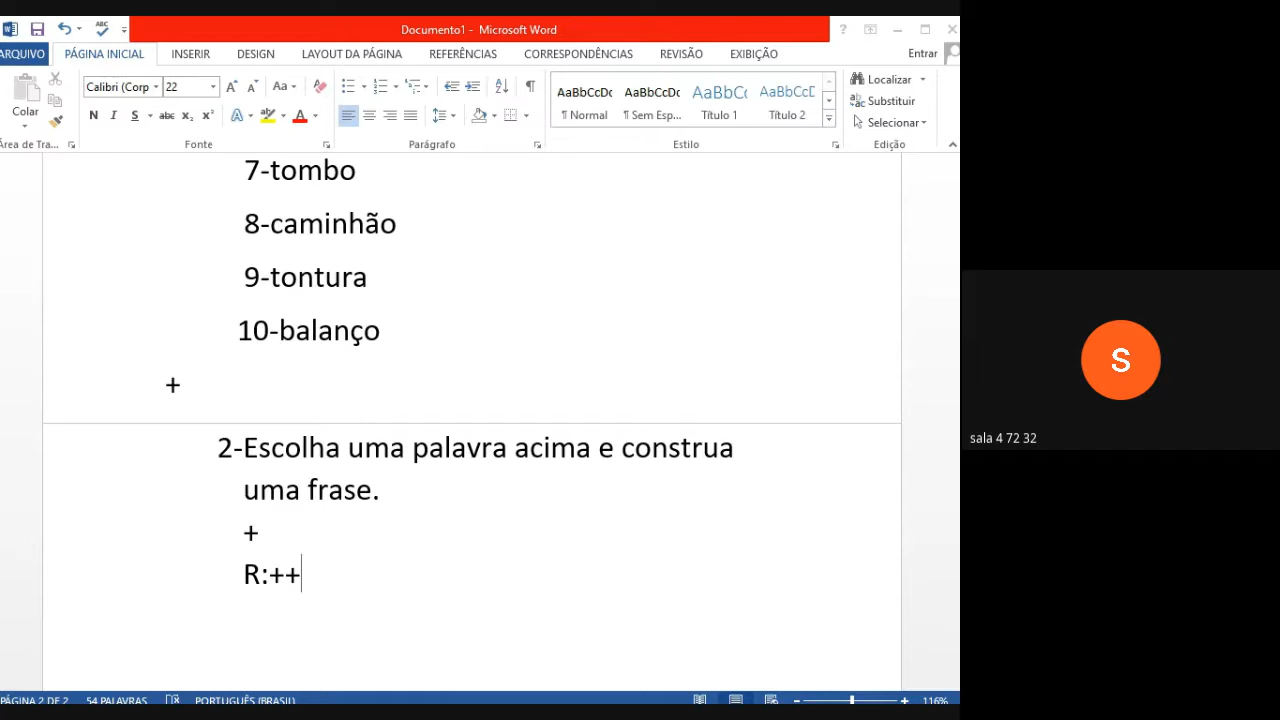 Documento1 - Microsoft Word
ARQUIVO PÁGINA INICIAL INSERIR DESIGN LAYOUT DA PÁGINA REFERÊNCIAS CORRESPONDÊNCIAS REVISÃO EXIBIÇÃO Entrar
Colar
Calibri (Corp 22
AaBbCcDc AaBbCcDc AaBbCc AaBbCcD
¶ Normal ¶ Sem Esp... Título 1 Título 2
Localizar
Substituir
Selecionar
Área de Tra... Fonte Parágrafo Estilo Edição
7-tombo
8-caminhão
9-tontura
10-balanço
+
2-Escolha uma palavra acima e construa
uma frase.
+
R:++
sala 4 72 32
PÁGINA 2 DE 2 54 PALAVRAS PORTUGUÊS (BRASIL) 116%
S